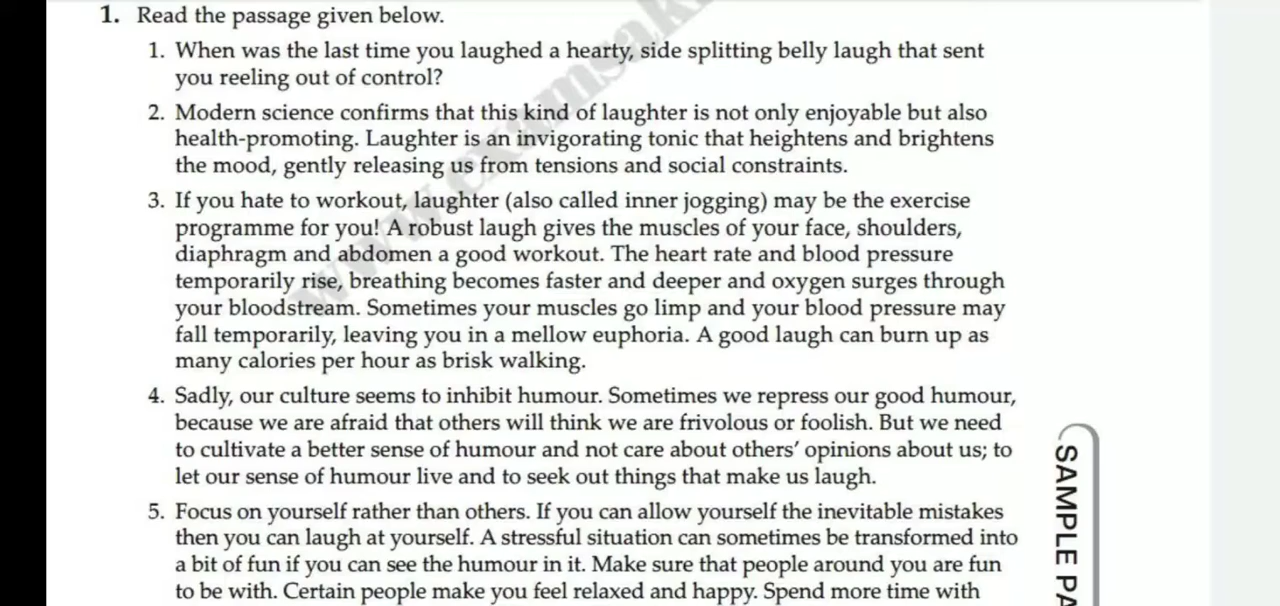 1. Read the passage given below.
1. When was the last time you laughed a hearty, side splitting belly laugh that sent
you reeling out of control?
2. Modern science confirms that this kind of laughter is not only enjoyable but also
health-promoting. Laughter is an invigorating tonic that heightens and brightens
the mood, gently releasing us from tensions and social constraints.
3. If you hate to workout, laughter (also called inner jogging) may be the exercise
programme for you! A robust laugh gives the muscles of your face, shoulders,
diaphragm and abdomen a good workout. The heart rate and blood pressure
temporarily rise, breathing becomes faster and deeper and oxygen surges through
your bloodstream. Sometimes your muscles go limp and your blood pressure may
fall temporarily, leaving you in a mellow euphoria. A good laugh can burn up as
many calories per hour as brisk walking.
4. Sadly, our culture seems to inhibit humour. Sometimes we repress our good humour,
because we are afraid that others will think we are frivolous or foolish. But we need
to cultivate a better sense of humour and not care about others' opinions about us; to
let our sense of humour live and to seek out things that make us laugh.
5. Focus on yourself rather than others. If you can allow yourself the inevitable mistakes
then you can laugh at yourself. A stressful situation can sometimes be transformed into
a bit of fun if you can see the humour in it. Make sure that people around you are fun
to be with. Certain people make you feel relaxed and happy. Spend more time with
SAMPLE PA
www.examsak